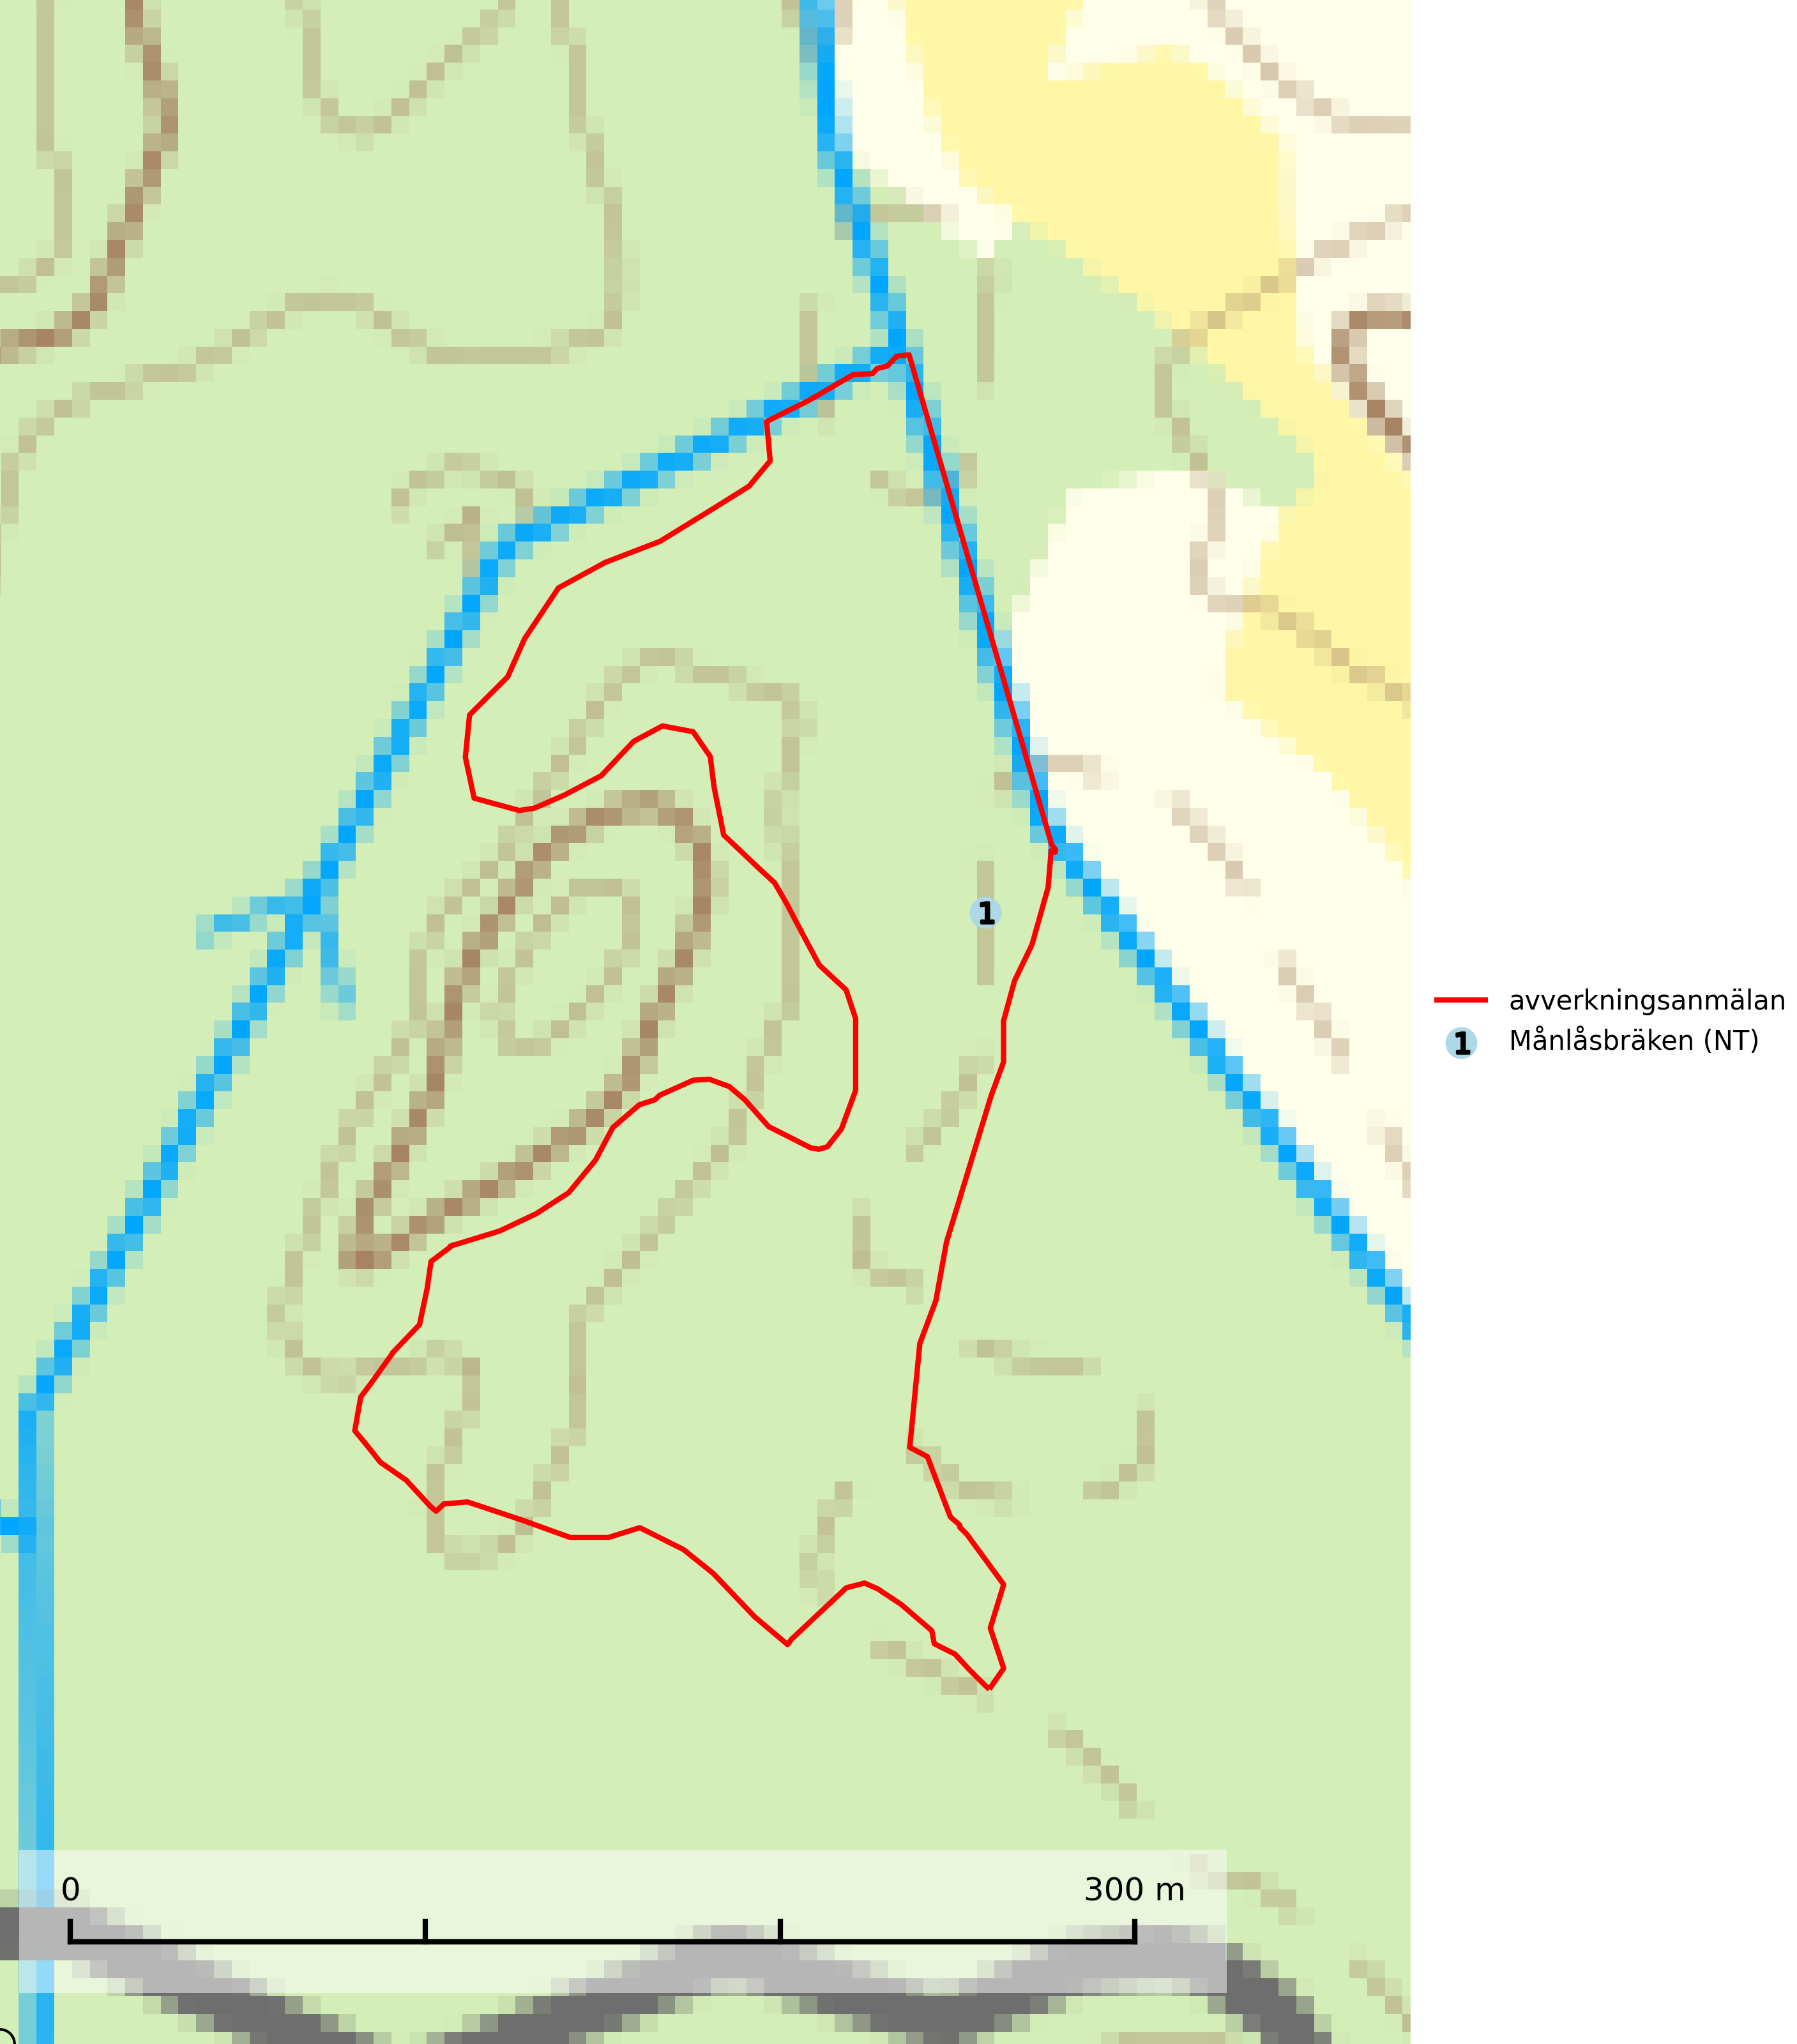 1
avverkningsanmälan
1 Månlåsbräken (NT)
0 300 m